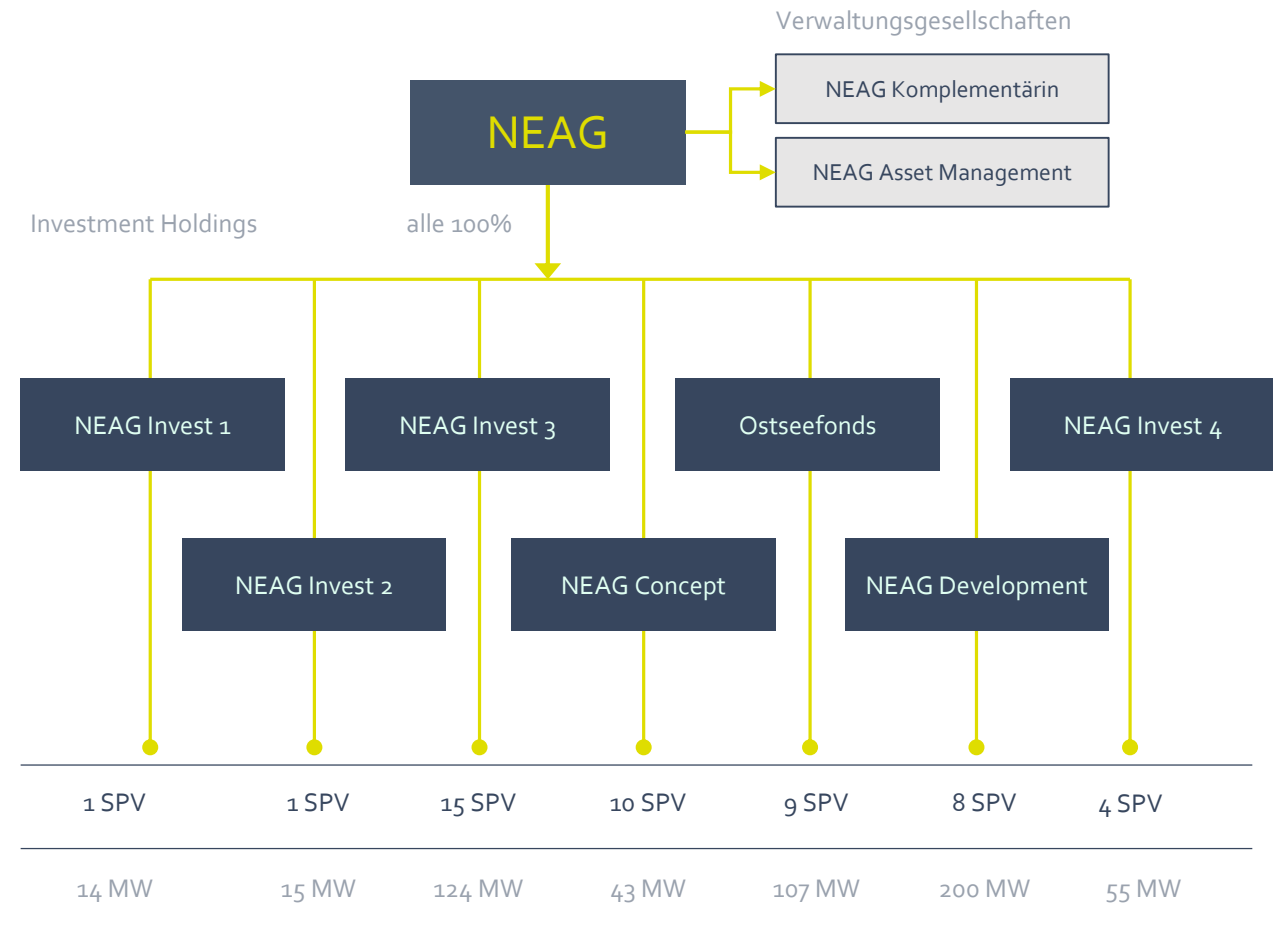 Verwaltungsgesellschaften
NEAG Komplementärin
NEAG
NEAG Asset Management
Investment Holdings
alle 100%
NEAG Invest 1
NEAG Invest 3
Ostseefonds
NEAG Invest 4
NEAG Invest 2
NEAG Concept
NEAG Development
1 SPV
1 SPV
15 SPV
10 SPV
9 SPV
8 SPV
4 SPV
14 MW
15 MW
124 MW
43 MW
107 MW
200 MW
55 MW